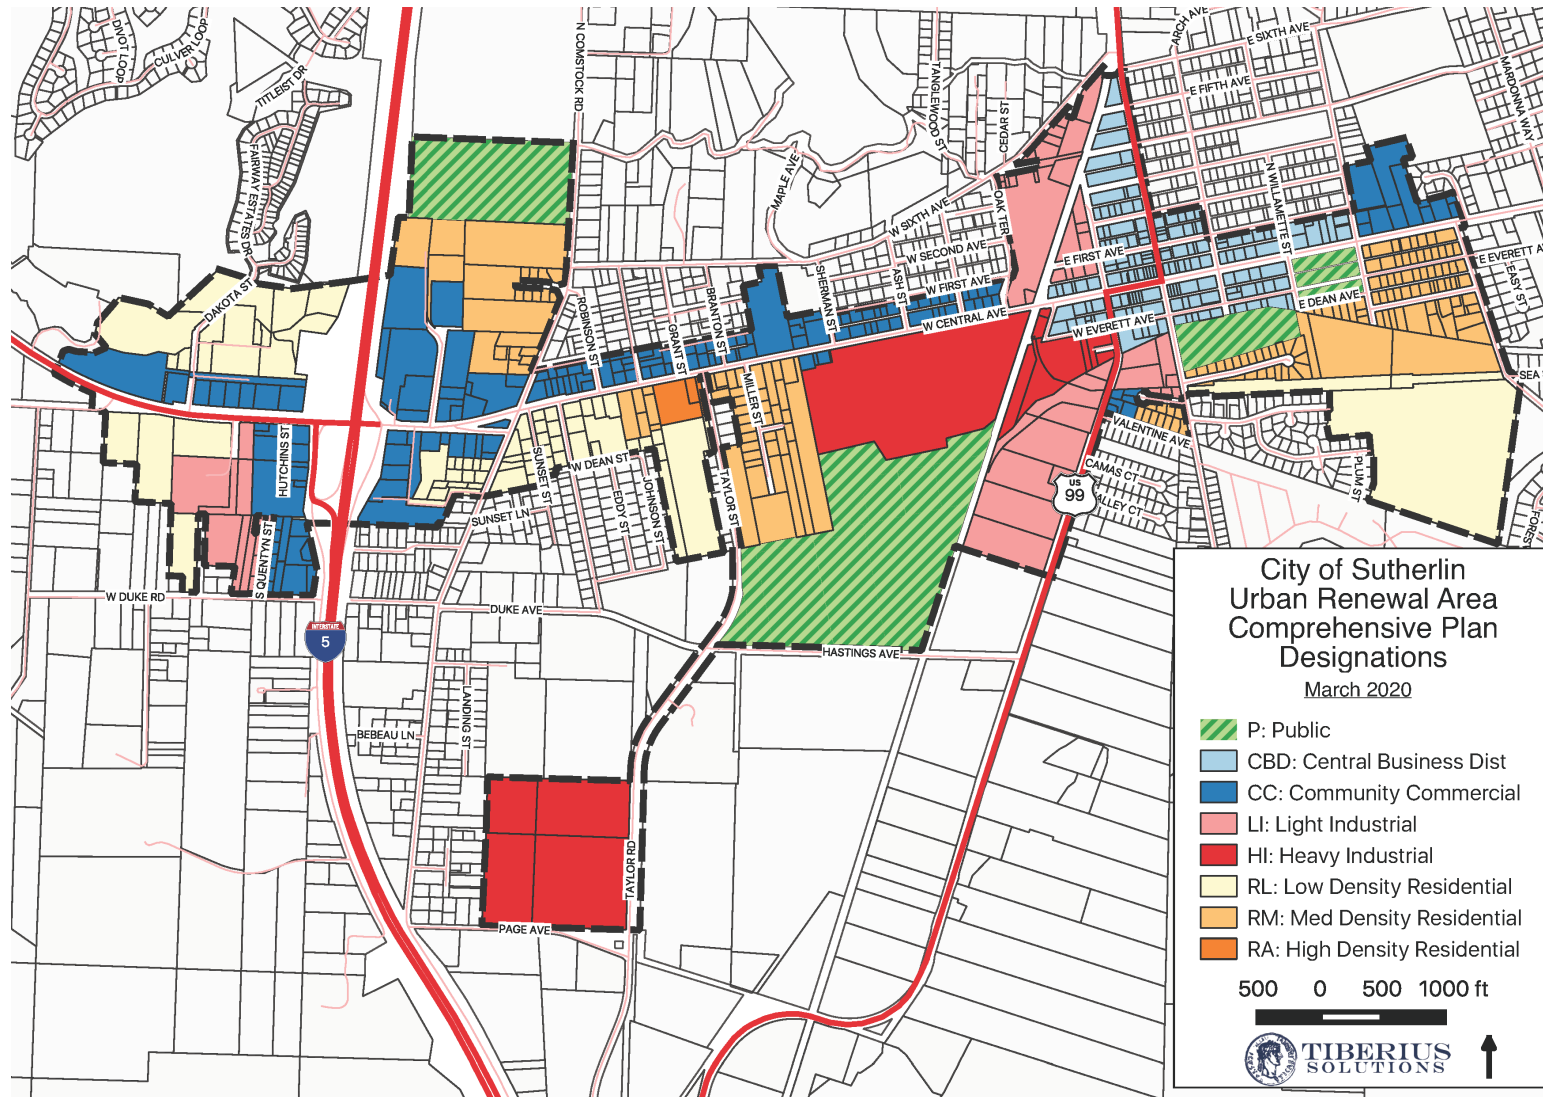 DIVOT LOOP
CULVER LOOP
TITLEIST DR
FAIRWAY ESTATES DR
DAKOTA ST
N COMSTOCK RD
MAPLE AVE
TANGLEWOOD ST
CEDAR ST
OAK TER
ARCH AVE
E SIXTH AVE
E FIFTH AVE
MARDONNA WAY
N WILLAMETTE ST
W SIXTH AVE
W SECOND AVE
W FIRST AVE
E FIRST AVE
W CENTRAL AVE
W EVERETT AVE
E DEAN AVE
EASY ST
SHERMAN ST
ASH ST
ROBINSON ST
GRANT ST
BRANTON ST
MILLER ST
HUTCHINS ST
S QUENTYN ST
W DUKE RD
SUNSET ST
SUNSET LN
W DEAN ST
EDDY ST
JOHNSON ST
TAYLOR ST
VALENTINE AVE
CAMAS CT
PLUM ST
US
99
DUKE AVE
HASTINGS AVE
INTERSTATE
5
LANDING ST
BEBEAU LN
TAYLOR RD
PAGE AVE
City of Sutherlin
Urban Renewal Area
Comprehensive Plan
Designations
March 2020
P: Public
CBD: Central Business Dist
CC: Community Commercial
LI: Light Industrial
HI: Heavy Industrial
RL: Low Density Residential
RM: Med Density Residential
RA: High Density Residential
500 0 500 1000 ft
TIBERIUS
SOLUTIONS